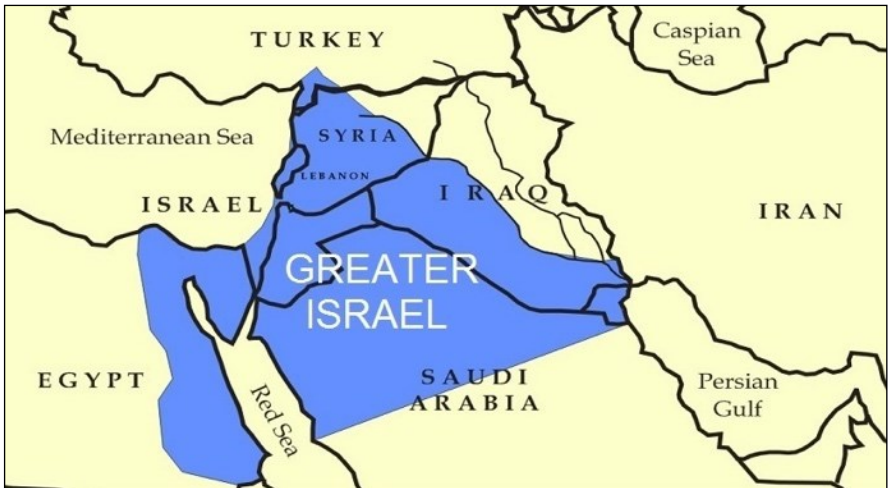 TURKEY
Caspian
Sea
Mediterranean Sea
SYRIA
LEBANON
ISRAEL
IRAQ
IRAN
GREATER
ISRAEL
EGYPT
Red Sea
SAUDI
ARABIA
Persian
Gulf